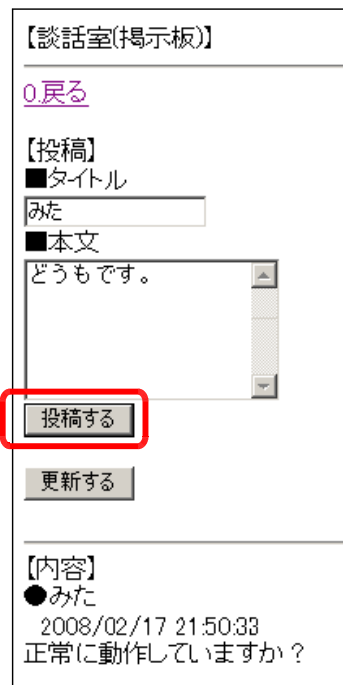 【談話室(掲示板)】
0.戻る
【投稿】
■タイトル
みた
■本文
どうもです。
投稿する
更新する
【内容】
●みた
2008/02/17 21:50:33
正常に動作していますか？